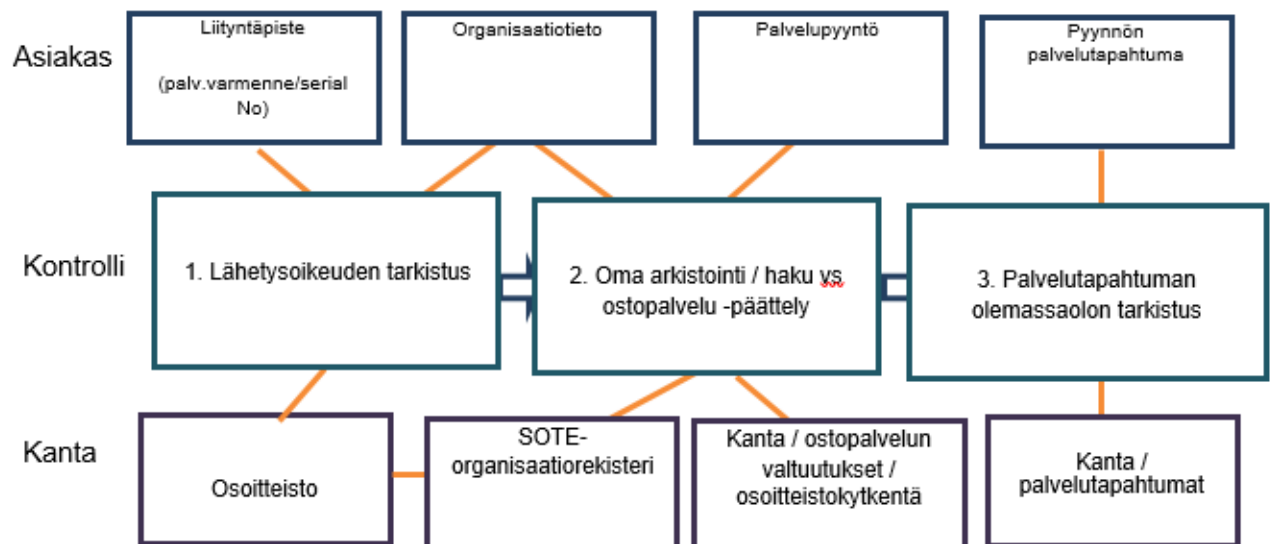 Asiakas
Liityntäpiste
(palv.varmenne/serial
No)
Organisaatiotieto
Palvelupyyntö
Pyynnön
palvelutapahtuma
Kontrolli
1. Lähetysoikeuden tarkistus
2. Oma arkistointi / haku vs
ostopalvelu -päättely
3. Palvelutapahtuman
olemassaolon tarkistus
Kanta
Osoitteisto
SOTE-
organisaatiorekisteri
Kanta / ostopalvelun
valtuutukset /
osoitteistokytkentä
Kanta /
palvelutapahtumat